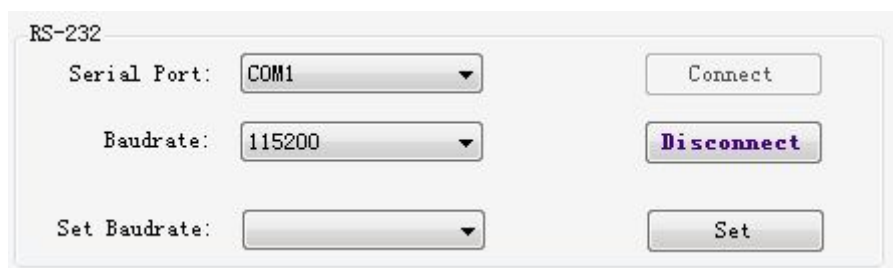 RS-232
Serial Port: COM1 Connect
Baudrate: 115200 Disconnect
Set Baudrate: Set